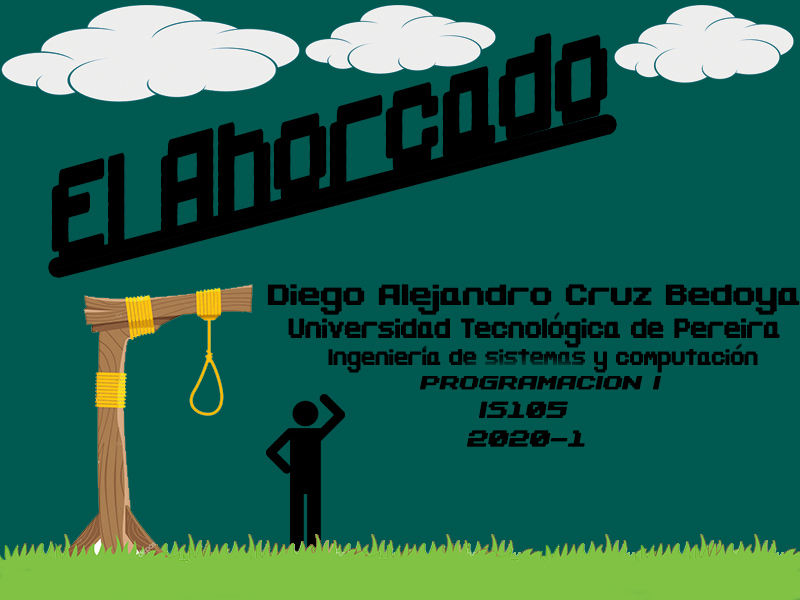 El Ahorcado
Diego Alejandro Cruz Bedoya
Universidad Tecnológica de Pereira
Ingeniería de sistemas y computación
PROGRAMACION I
IS105
2020-1